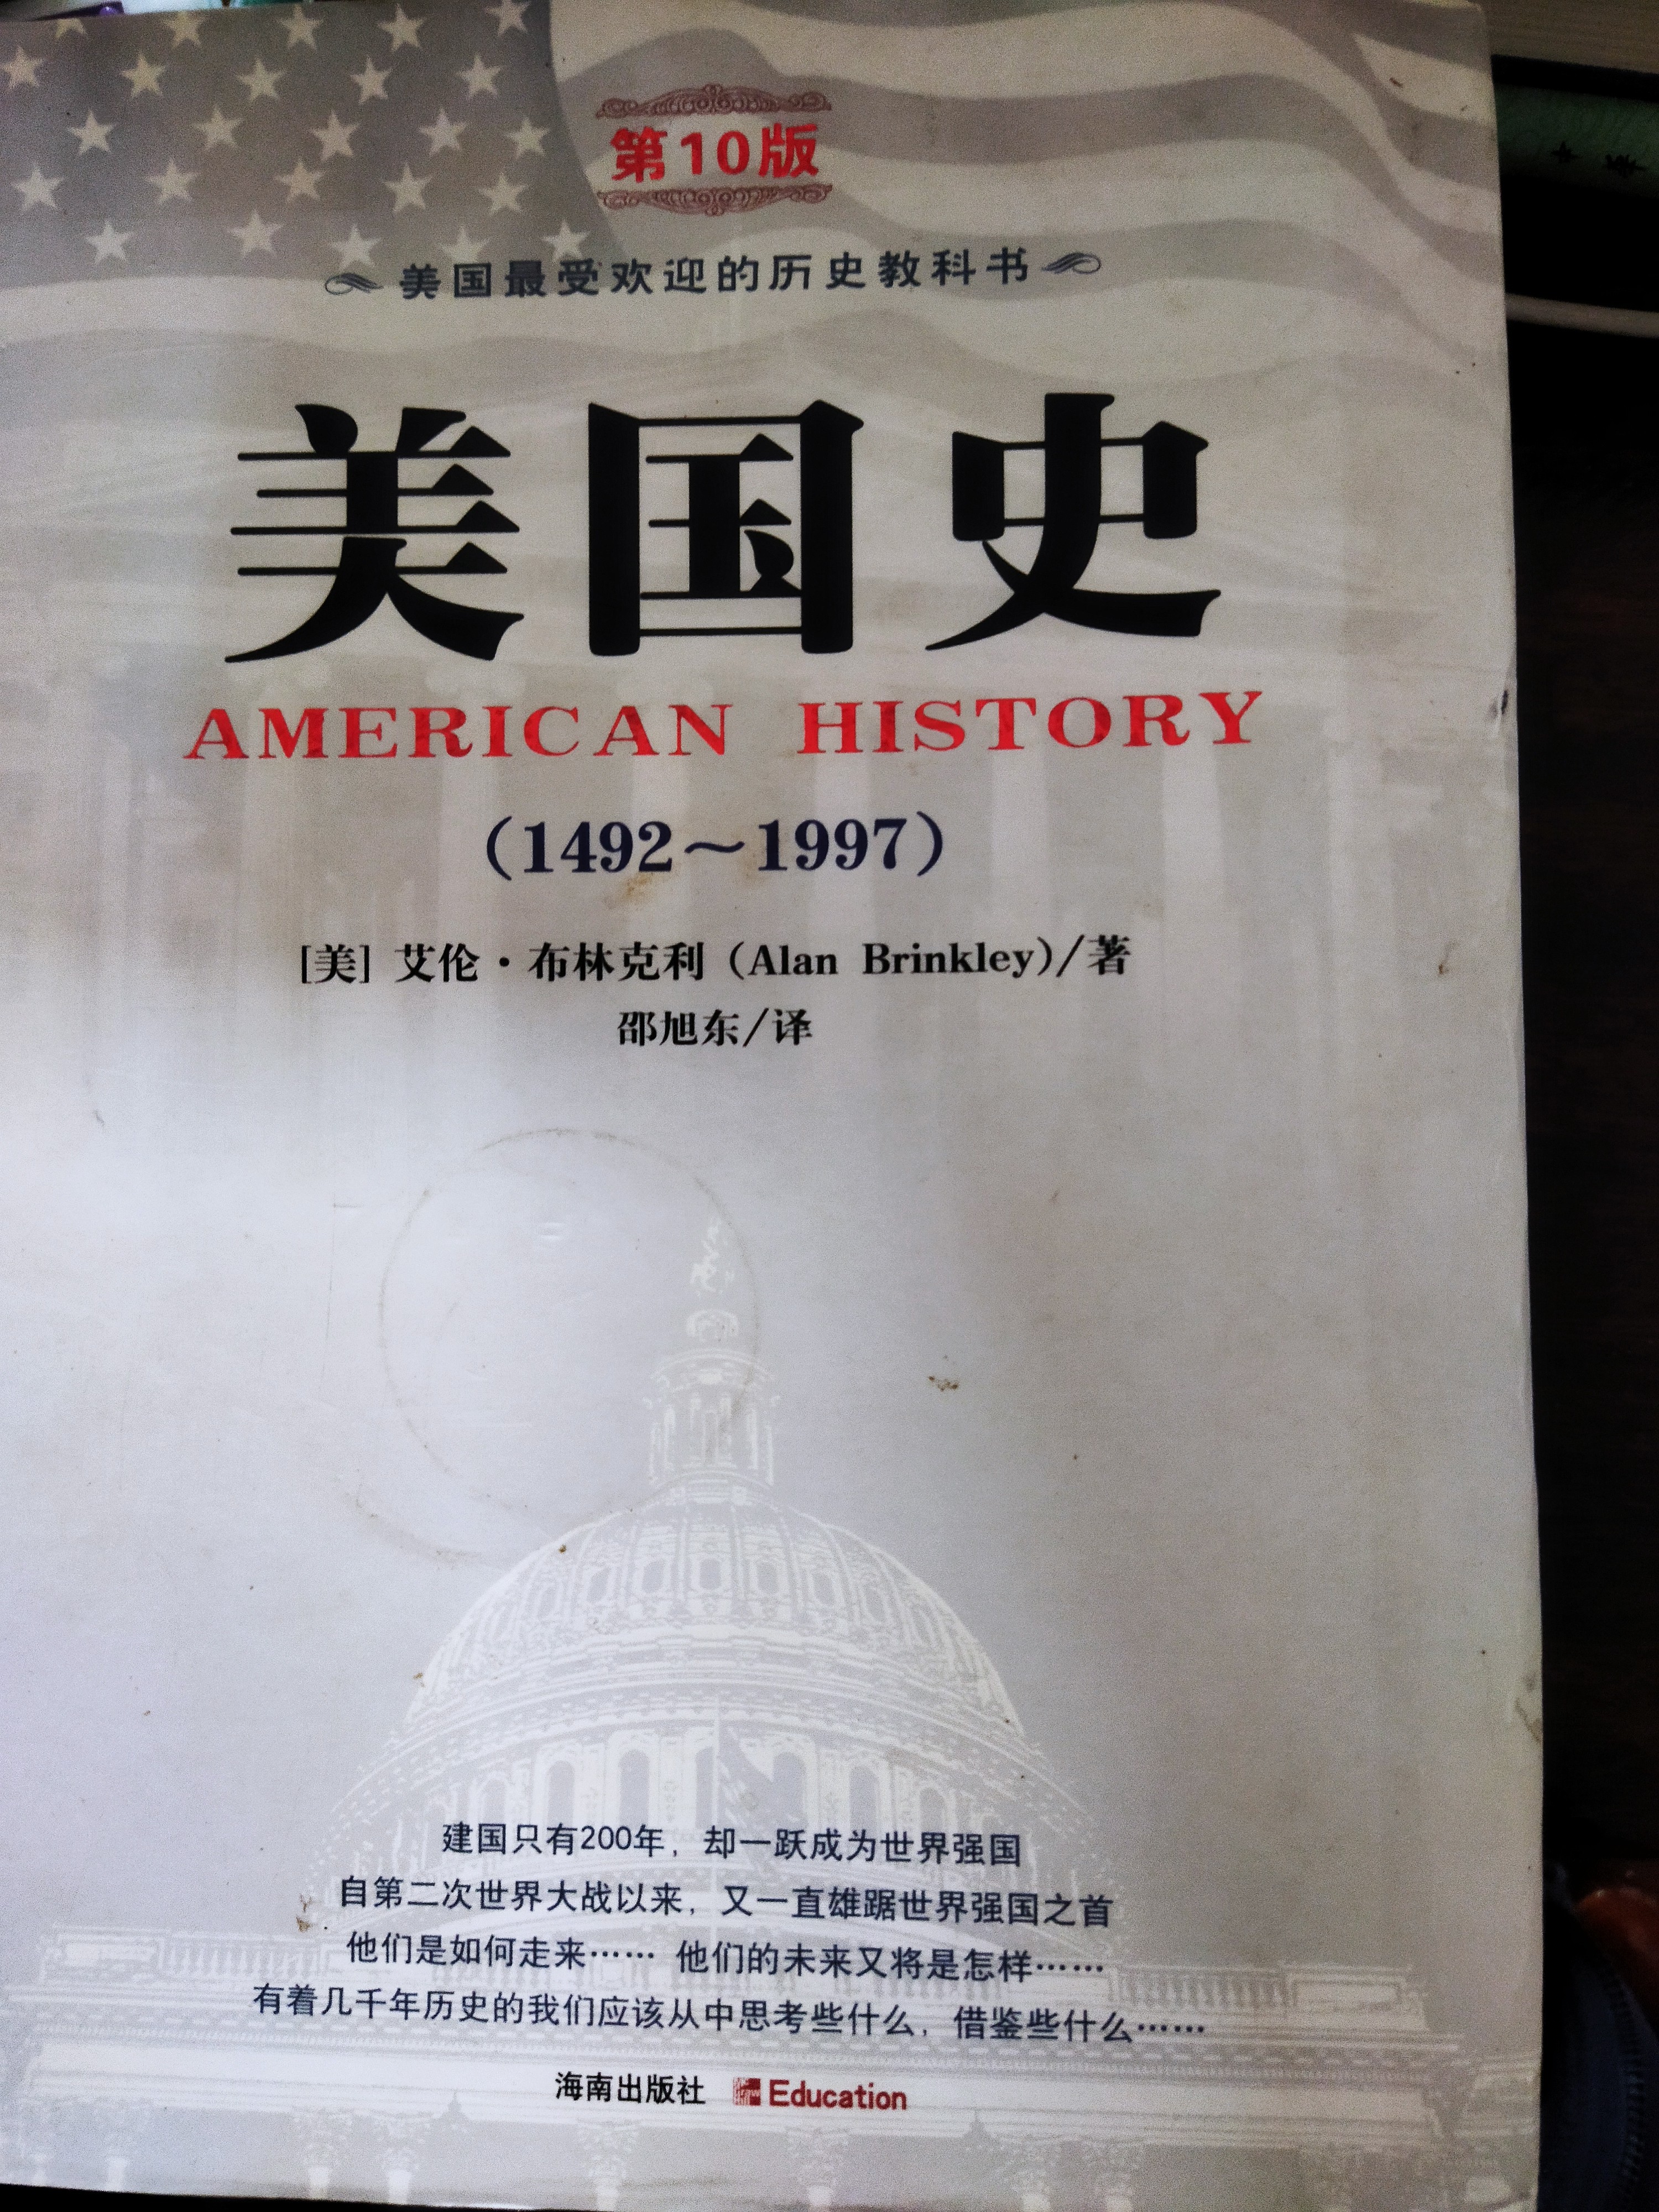 第10版
美国最受欢迎的历史教科书
美国史
AMERICAN HISTORY
（1492～1997）
[美] 艾伦·布林克利（Alan Brinkley)/著
邵旭东/译
建国只有200年，却一跃成为世界强国
自第二次世界大战以来，又一直雄踞世界强国之首
他们是如何走来…… 他们的未来又将是怎样……
有着几千年历史的我们应该从中思考些什么，借鉴些什么……
海南出版社 Education